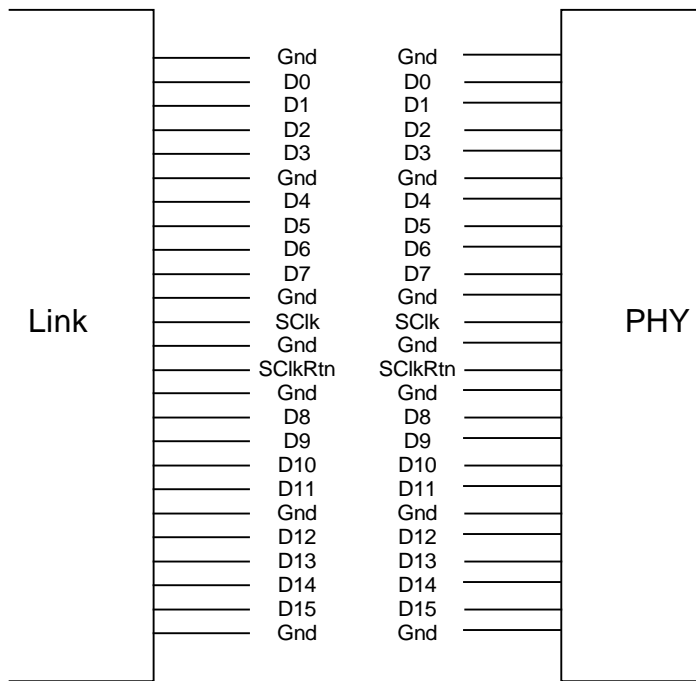 Gnd Gnd
D0 D0
D1 D1
D2 D2
D3 D3
Gnd Gnd
D4 D4
D5 D5
D6 D6
D7 D7
Gnd Gnd
Link SClk SClk PHY
Gnd Gnd
SClkRtn SClkRtn
Gnd Gnd
D8 D8
D9 D9
D10 D10
D11 D11
Gnd Gnd
D12 D12
D13 D13
D14 D14
D15 D15
Gnd Gnd